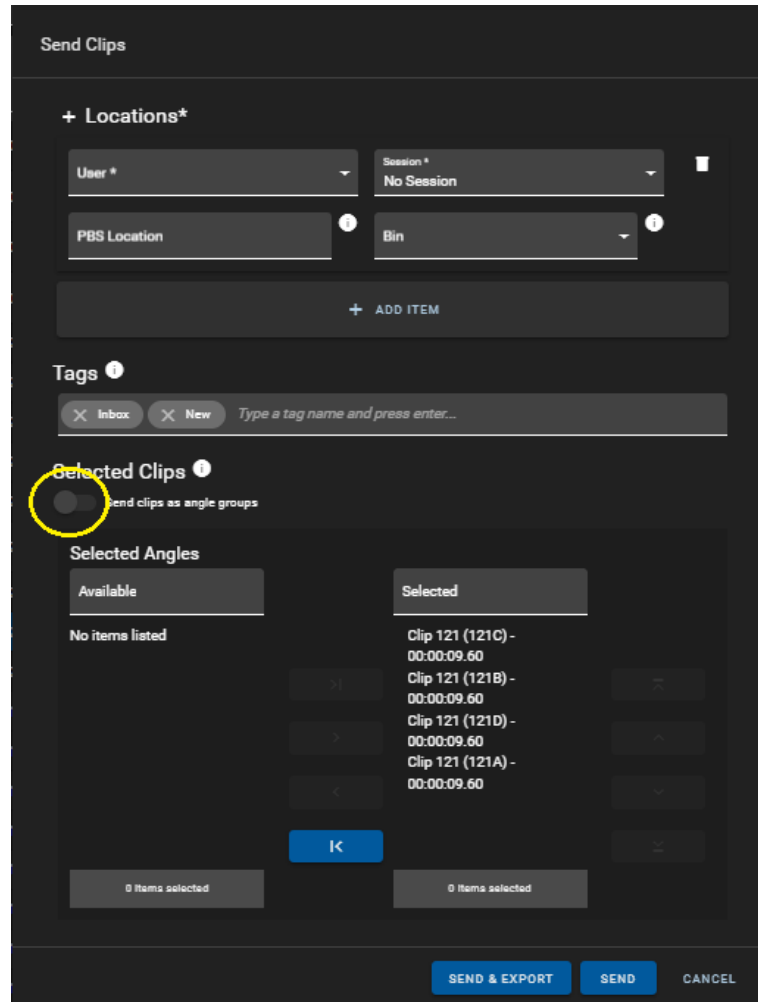 Send Clips
+ Locations*
User *
Session *
No Session
PBS Location
Bin
+ ADD ITEM
Tags
Inbox
New
Type a tag name and press enter...
Selected Clips
Send clips as angle groups
Selected Angles
Available
Selected
No items listed
Clip 121 (121C) -
00:00:09.60
Clip 121 (121B) -
00:00:09.60
Clip 121 (121D) -
00:00:09.60
Clip 121 (121A) -
00:00:09.60
0 Items selected
0 Items selected
SEND & EXPORT
SEND
CANCEL